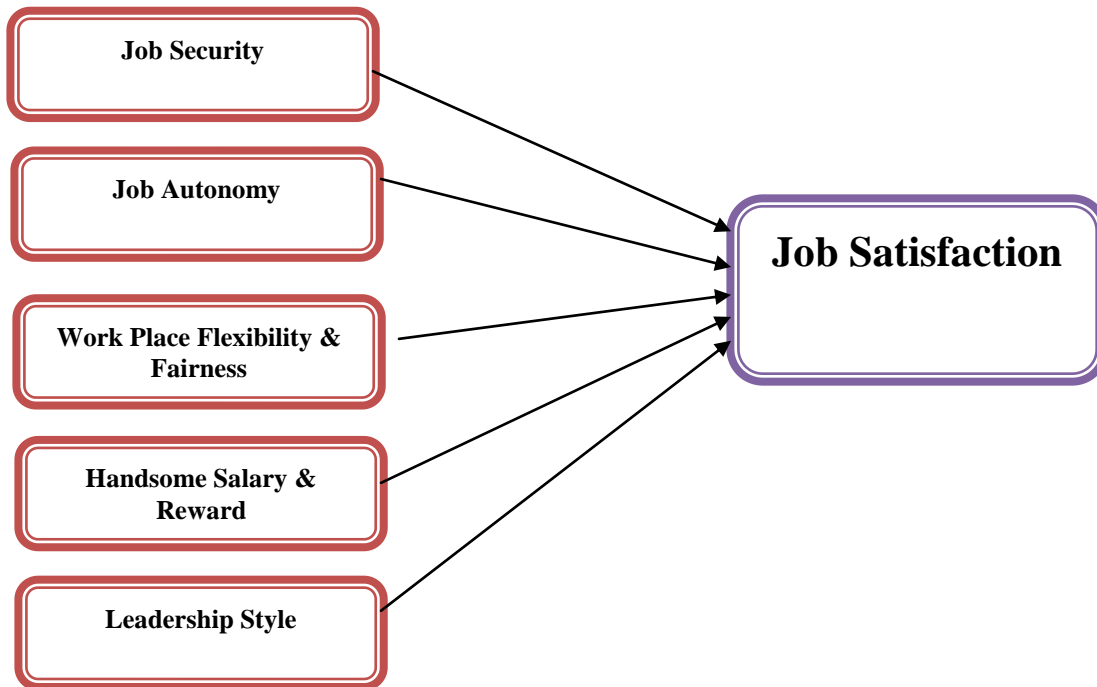 Job Security
Job Autonomy
Work Place Flexibility &
Fairness
Handsome Salary &
Reward
Leadership Style
Job Satisfaction